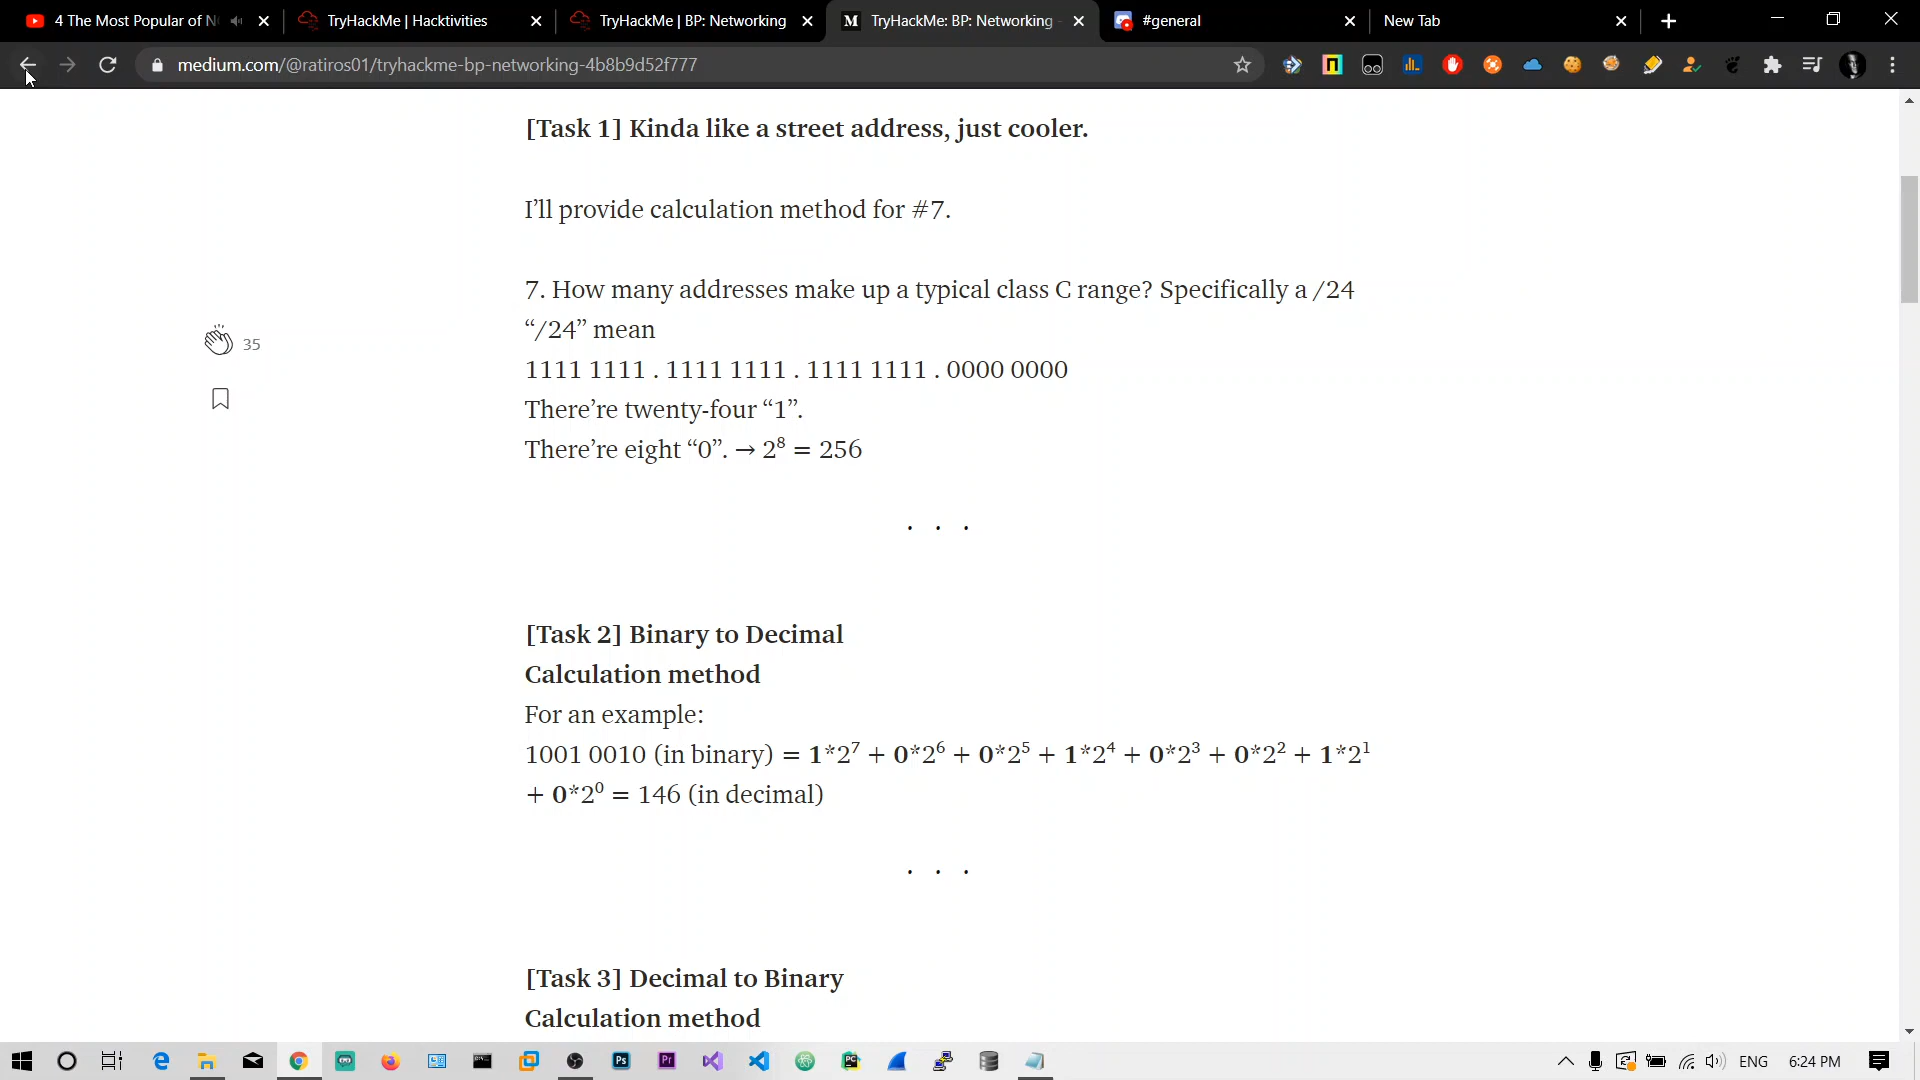 4 The Most Popular of N
TryHackMe | Hacktivities
TryHackMe | BP: Networking
M TryHackMe: BP: Networking
#general
New Tab
medium.com/@ratiros01/tryhackme-bp-networking-4b8b9d52f777
[Task 1] Kinda like a street address, just cooler.
I’ll provide calculation method for #7.
7. How many addresses make up a typical class C range? Specifically a /24
“/24” mean
1111 1111 . 1111 1111 . 1111 1111 . 0000 0000
There’re twenty-four “1”.
There’re eight “0”. → 2⁸ = 256
35
. . .
[Task 2] Binary to Decimal
Calculation method
For an example:
1001 0010 (in binary) = 1*2⁷ + 0*2⁶ + 0*2⁵ + 1*2⁴ + 0*2³ + 0*2² + 1*2¹
+ 0*2⁰ = 146 (in decimal)
. . .
[Task 3] Decimal to Binary
Calculation method
Ps
Pr
PC
ENG
6:24 PM